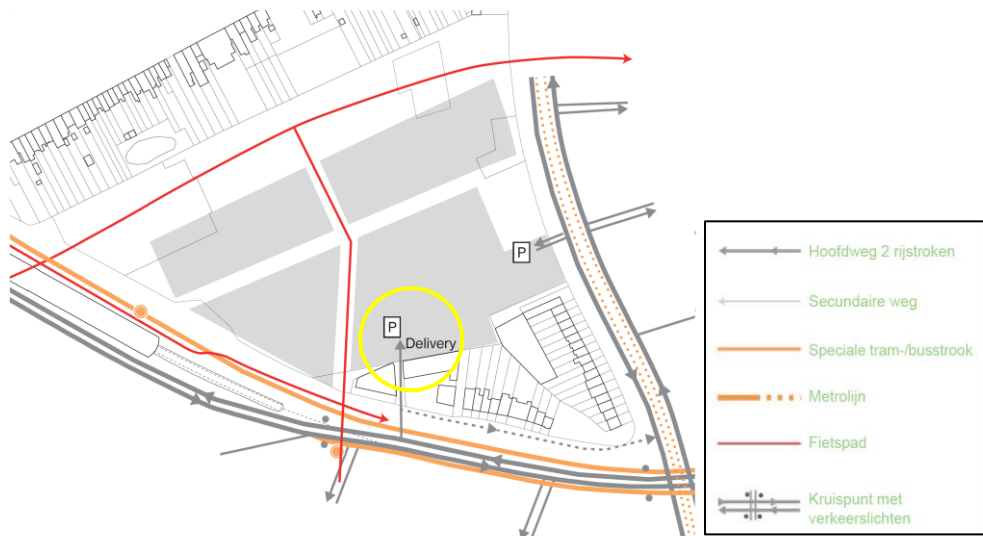 P
P
Delivery
Hoofdweg 2 rijstroken
Secundaire weg
Speciale tram-/busstrook
Metrolijn
Fietspad
Kruispunt met
verkeerslichten